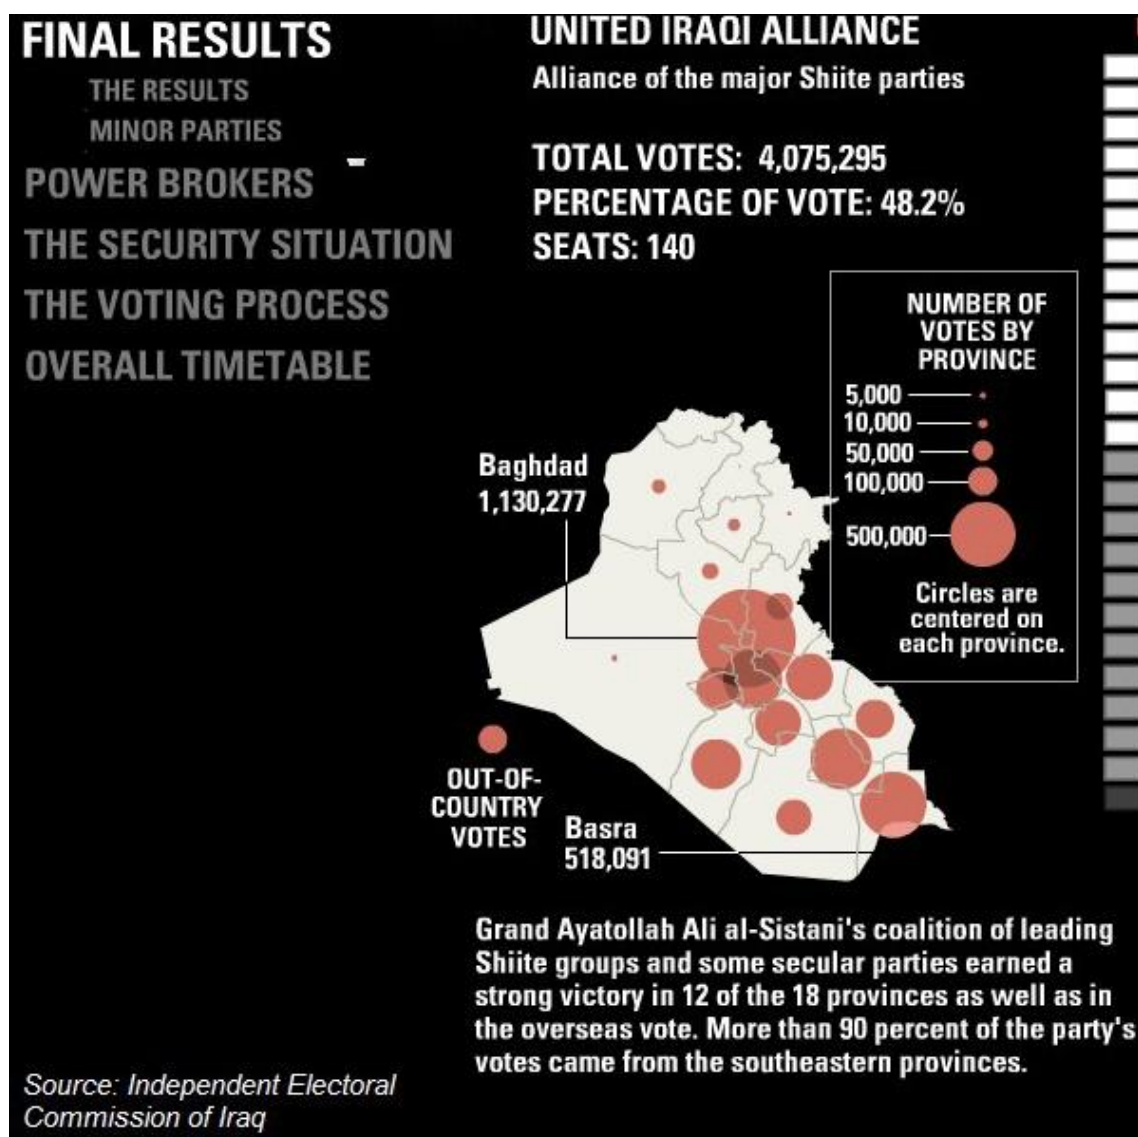 FINAL RESULTS
THE RESULTS
MINOR PARTIES
POWER BROKERS
THE SECURITY SITUATION
THE VOTING PROCESS
OVERALL TIMETABLE
UNITED IRAQI ALLIANCE
Alliance of the major Shiite parties
TOTAL VOTES: 4,075,295
PERCENTAGE OF VOTE: 48.2%
SEATS: 140
NUMBER OF
VOTES BY
PROVINCE
5,000
10,000
50,000
100,000
500,000
Circles are
centered on
each province.
Baghdad
1,130,277
OUT-OF-
COUNTRY
VOTES
Basra
518,091
Grand Ayatollah Ali al-Sistani's coalition of leading
Shiite groups and some secular parties earned a
strong victory in 12 of the 18 provinces as well as in
the overseas vote. More than 90 percent of the party's
votes came from the southeastern provinces.
Source: Independent Electoral
Commission of Iraq